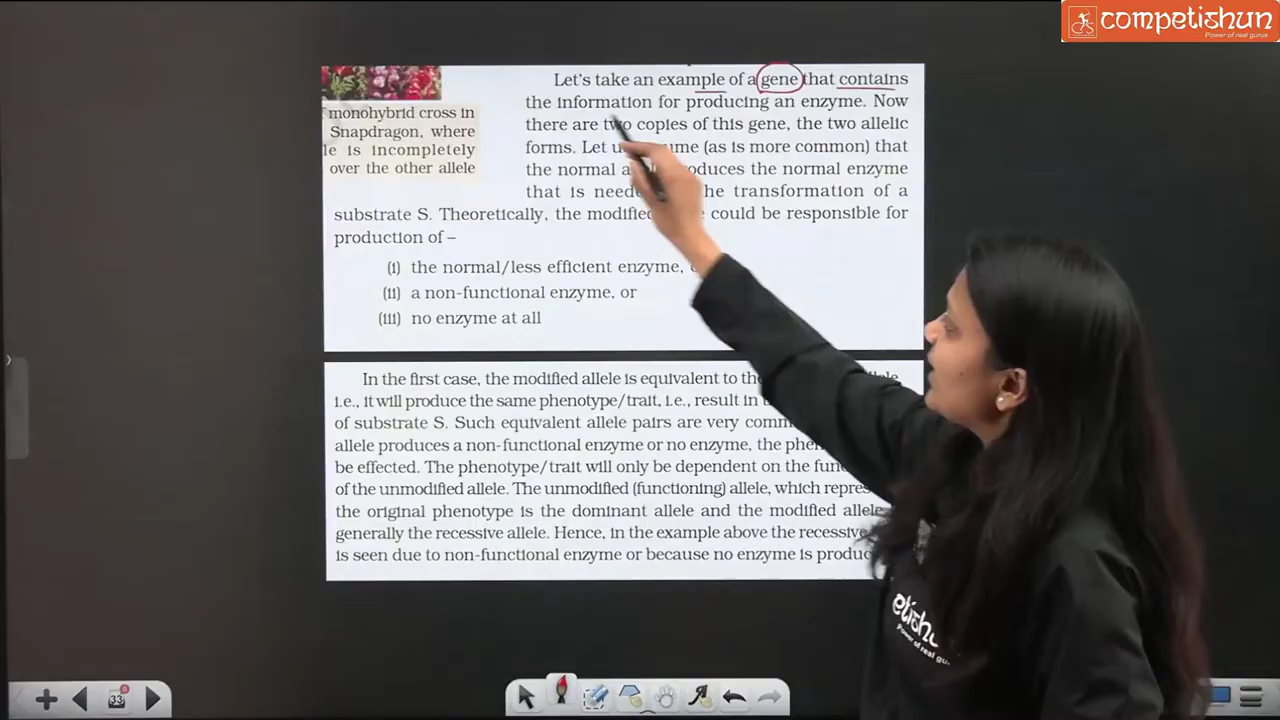 competishun
Power of real gurus
Let's take an example of a gene that contains
the information for producing an enzyme. Now
there are two copies of this gene, the two allelic
forms. Let (as is more common) that
the normal produces the normal enzyme
that is the transformation of a
substrate S. Theoretically, the modified could be responsible for
production of –
(i) the normal/less efficient enzyme,
(ii) a non-functional enzyme, or
(iii) no enzyme at all
monohybrid cross in
Snapdragon, where
le is incompletely
over the other allele
In the first case, the modified allele is equivalent to the
i.e., it will produce the same phenotype/trait, i.e., result in
of substrate S. Such equivalent allele pairs are very
allele produces a non-functional enzyme or no enzyme, the
be effected. The phenotype/trait will only be dependent on the
of the unmodified allele. The unmodified (functioning) allele, which
the original phenotype is the dominant allele and the modified allele
generally the recessive allele. Hence, in the example above the recessive
is seen due to non-functional enzyme or because no enzyme is
33
etishu
Power of real gu